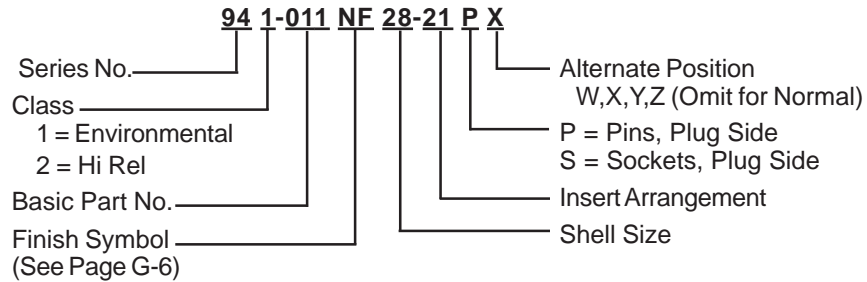 94 1-011 NF 28-21 P X
Series No.
Class
1 = Environmental
2 = Hi Rel
Basic Part No.
Finish Symbol
(See Page G-6)
Alternate Position
W,X,Y,Z (Omit for Normal)
P = Pins, Plug Side
S = Sockets, Plug Side
Insert Arrangement
Shell Size